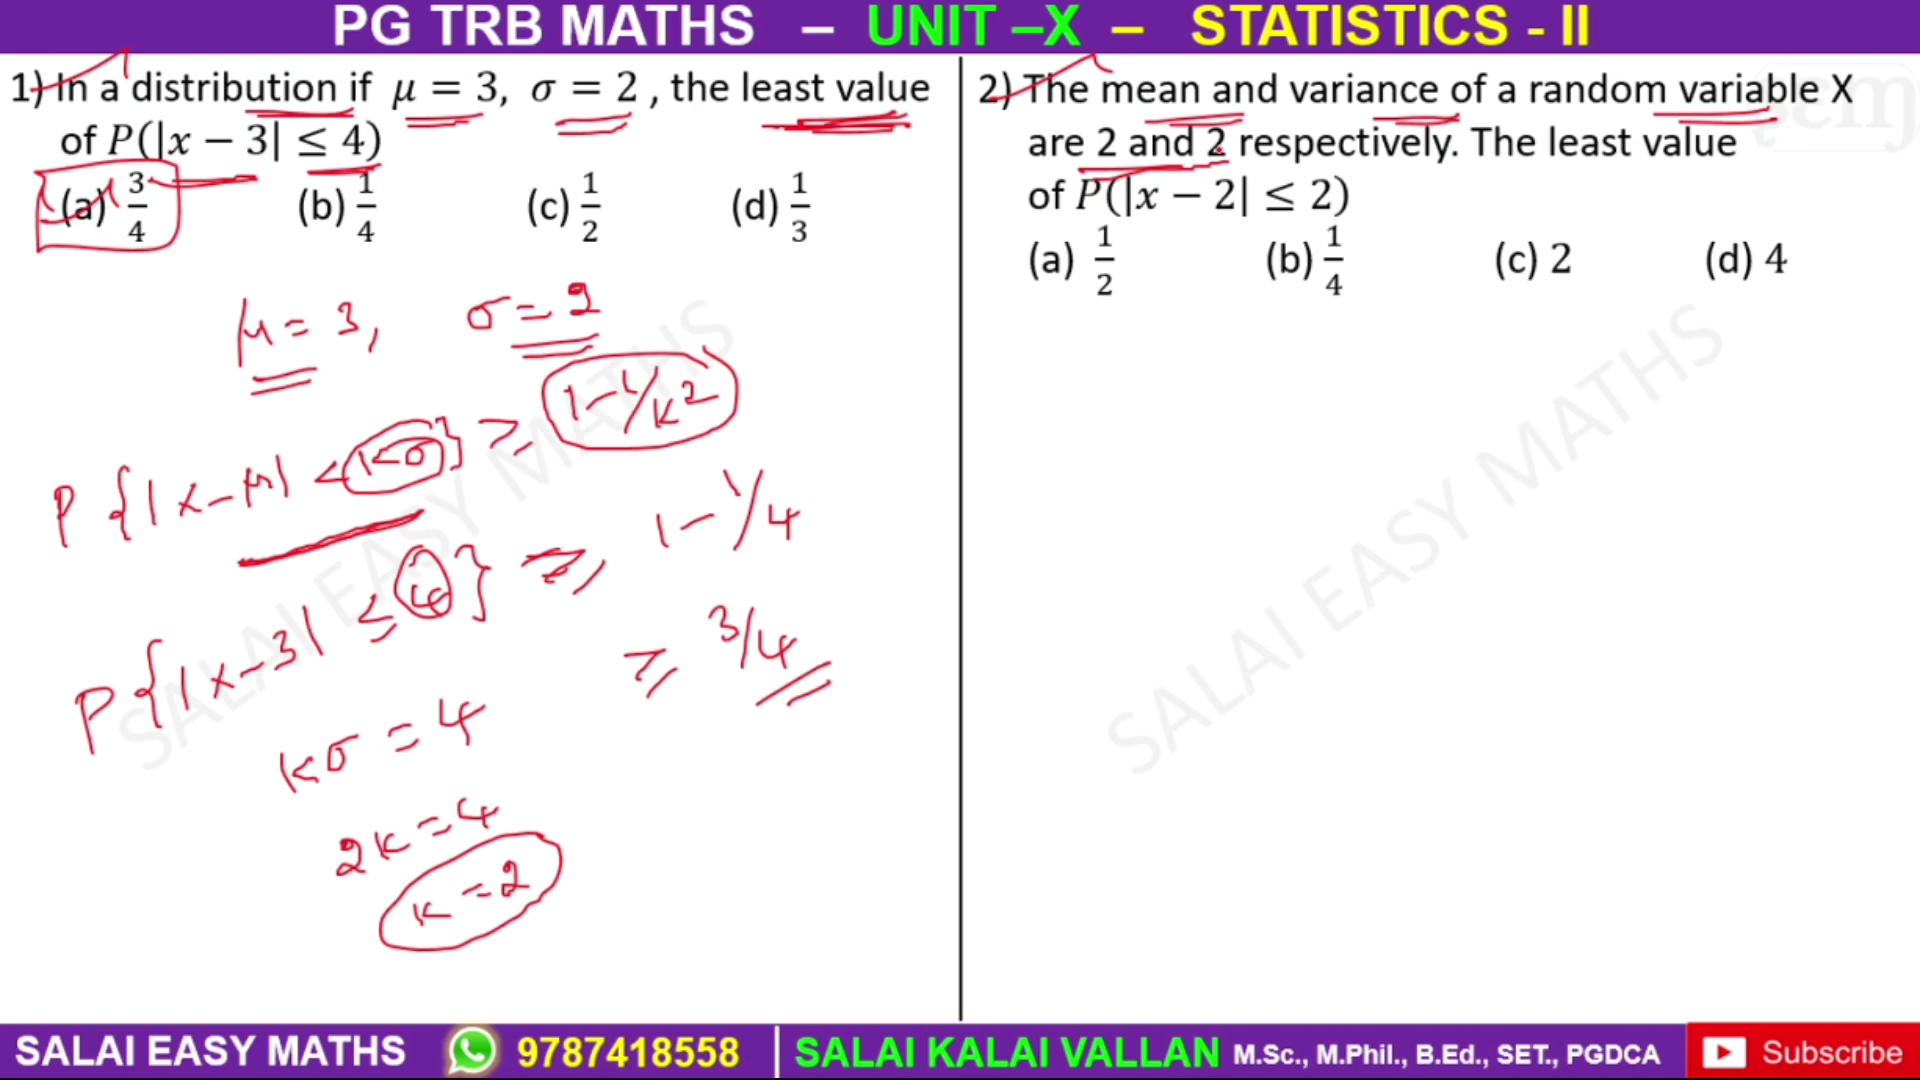 PG TRB MATHS – UNIT –X – STATISTICS - II
1) In a distribution if μ = 3, σ = 2 , the least value
of P(|x − 3| ≤ 4)
(a) 3/4 (b) 1/4 (c) 1/2 (d) 1/3
μ = 3, σ = 2
P{|x-μ| < kσ} ≥ 1-1/k²
P{|x-3| ≤ 4} ≥ 1-1/4
≥ 3/4
kσ = 4
2k = 4
k = 2
2) The mean and variance of a random variable X
are 2 and 2 respectively. The least value
of P(|x − 2| ≤ 2)
(a) 1/2 (b) 1/4 (c) 2 (d) 4
SALAI EASY MATHS
SALAI EASY MATHS
SALAI EASY MATHS 9787418558 SALAI KALAI VALLAN M.Sc., M.Phil., B.Ed., SET., PGDCA Subscribe